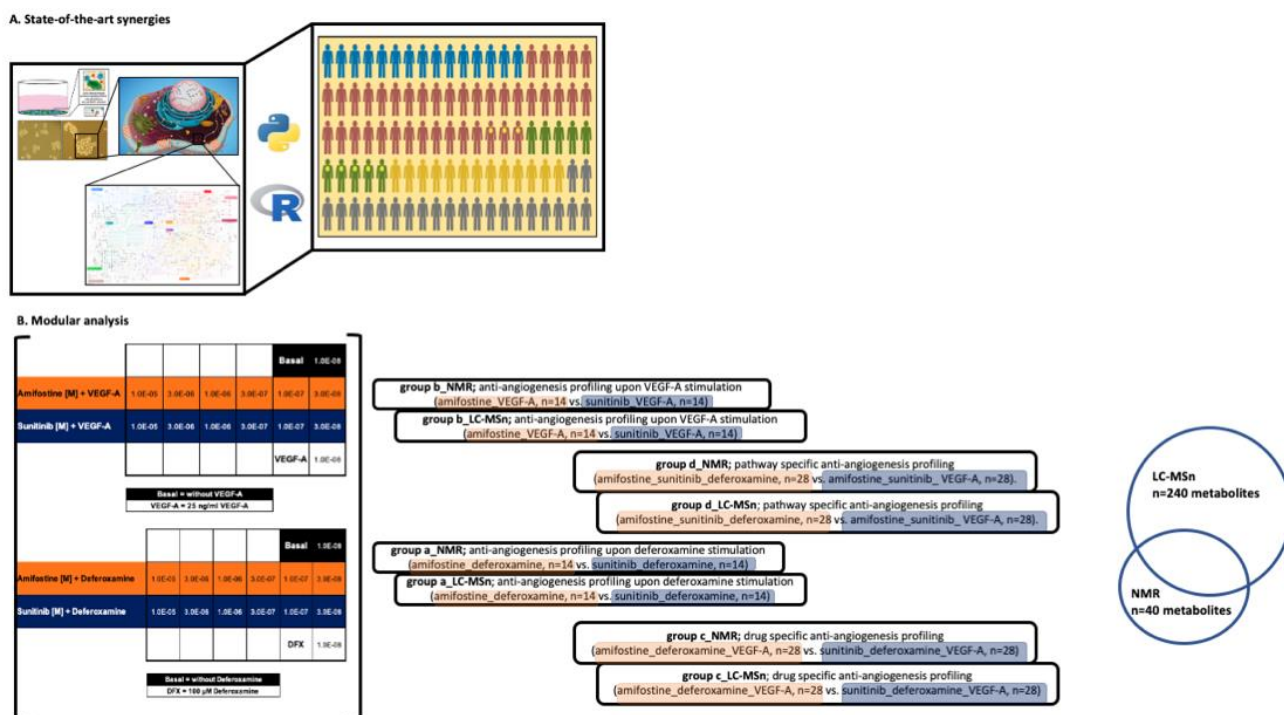 A. State-of-the-art synergies
R
B. Modular analysis
Basal 1.0E-08
Amifostine [M] + VEGF-A 1.0E-05 3.0E-06 1.0E-06 3.0E-07 1.0E-07 3.0E-08
Sunitinib [M] + VEGF-A 1.0E-05 3.0E-06 1.0E-06 3.0E-07 1.0E-07 3.0E-08
VEGF-A 1.0E-08
Basal = without VEGF-A
VEGF-A = 25 ng/ml VEGF-A
Basal 1.0E-08
Amifostine [M] + Deferoxamine 1.0E-05 3.0E-06 1.0E-06 3.0E-07 1.0E-07 3.0E-08
Sunitinib [M] + Deferoxamine 1.0E-05 3.0E-06 1.0E-06 3.0E-07 1.0E-07 3.0E-08
DFX 1.0E-08
Basal = without Deferoxamine
DFX = 100 µM Deferoxamine
group b_NMR; anti-angiogenesis profiling upon VEGF-A stimulation
(amifostine_VEGF-A, n=14 vs. sunitinib_VEGF-A, n=14)
group b_LC-MSn; anti-angiogenesis profiling upon VEGF-A stimulation
(amifostine_VEGF-A, n=14 vs. sunitinib_VEGF-A, n=14)
group d_NMR; pathway specific anti-angiogenesis profiling
(amifostine_sunitinib_deferoxamine, n=28 vs. amifostine_sunitinib_ VEGF-A, n=28).
group d_LC-MSn; pathway specific anti-angiogenesis profiling
(amifostine_sunitinib_deferoxamine, n=28 vs. amifostine_sunitinib_ VEGF-A, n=28).
group a_NMR; anti-angiogenesis profiling upon deferoxamine stimulation
(amifostine_deferoxamine, n=14 vs. sunitinib_deferoxamine, n=14)
group a_LC-MSn; anti-angiogenesis profiling upon deferoxamine stimulation
(amifostine_deferoxamine, n=14 vs. sunitinib_deferoxamine, n=14)
group c_NMR; drug specific anti-angiogenesis profiling
(amifostine_deferoxamine_VEGF-A, n=28 vs. sunitinib_deferoxamine_VEGF-A, n=28)
group c_LC-MSn; drug specific anti-angiogenesis profiling
(amifostine_deferoxamine_VEGF-A, n=28 vs. sunitinib_deferoxamine_VEGF-A, n=28)
LC-MSn
n=240 metabolites
NMR
n=40 metabolites